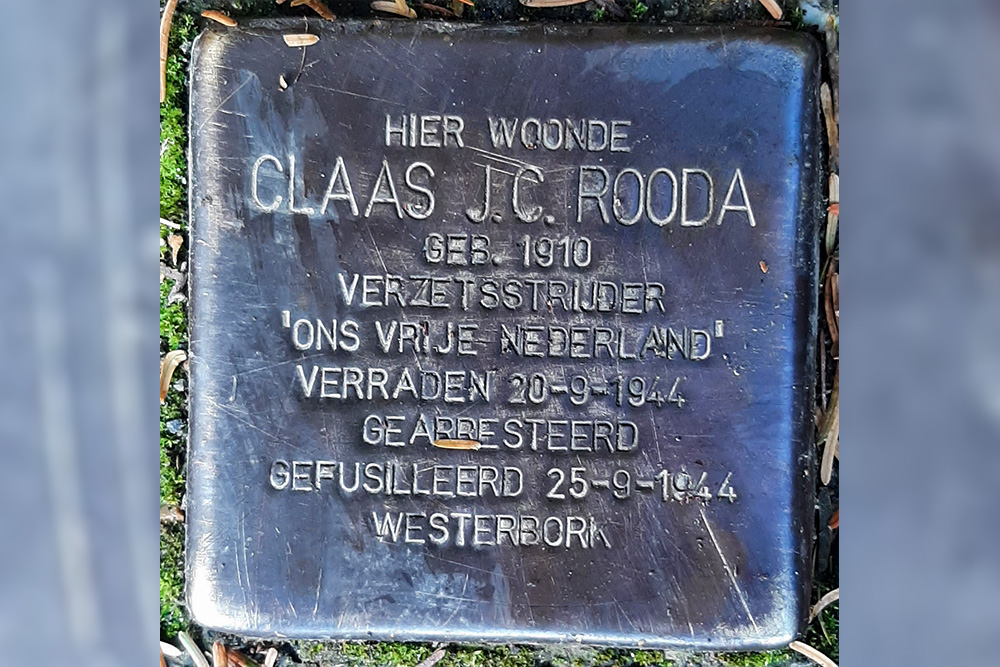 HIER WOONDE
CLAAS J.C. ROODA
GEB. 1910
VERZETSSTRIJDER
'ONS VRIJE NEDERLAND'
VERRADEN 20-9-1944
GEARRESTEERD
GEFUSILLEERD 25-9-1944
WESTERBORK